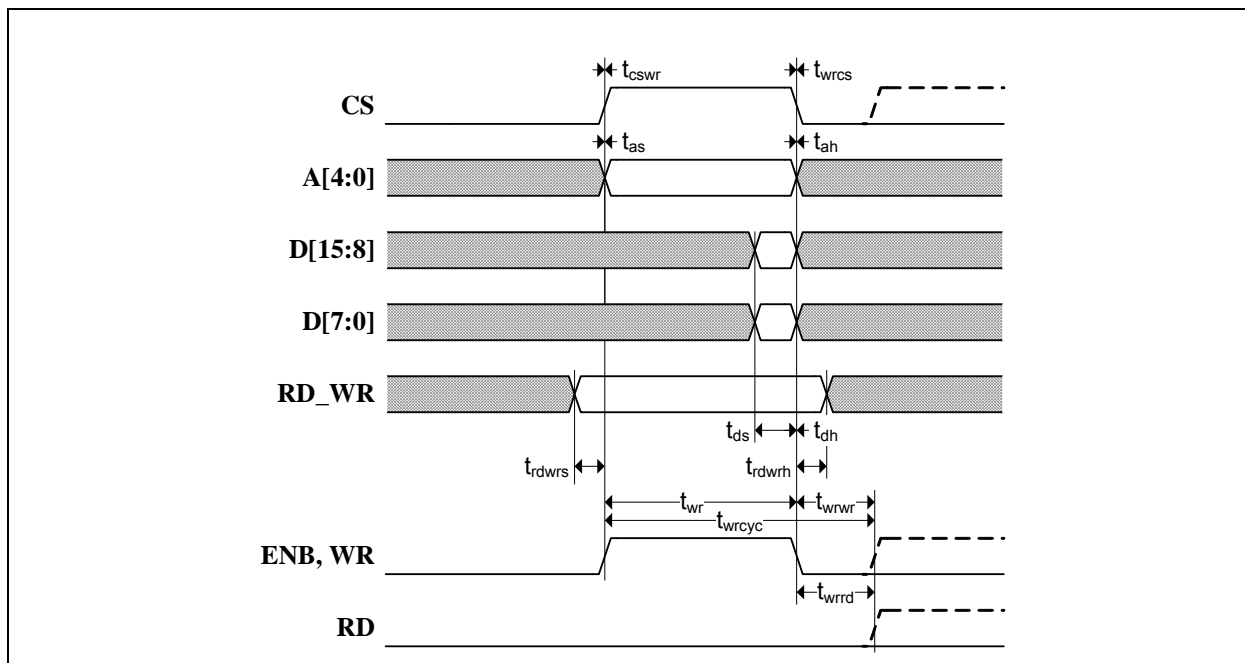 t_cswr t_wrcs
CS
t_as t_ah
A[4:0]
D[15:8]
D[7:0]
RD_WR
t_ds t_dh
t_rdwrs t_rdwrh
t_wr t_wrwr
t_wrcyc
ENB, WR
t_wrrd
RD